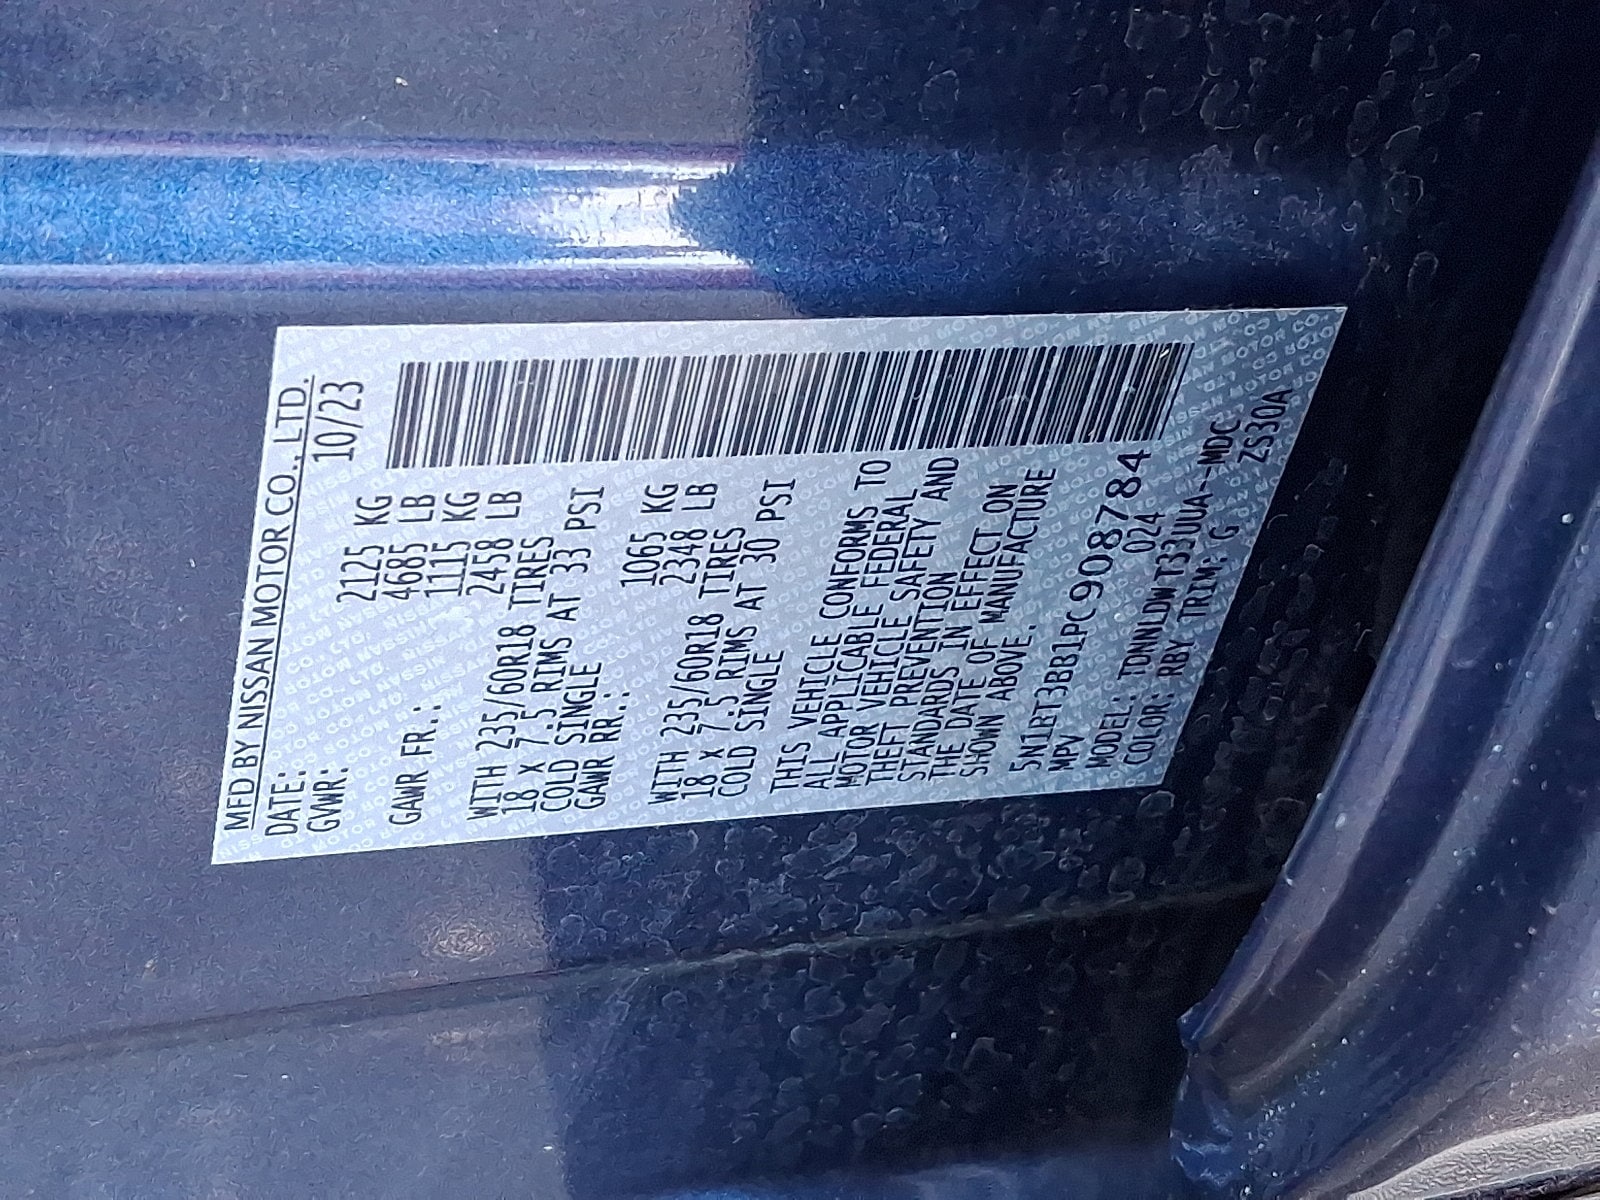 MFD BY NISSAN MOTOR CO., LTD.
DATE: 10/23
GVWR: 2125 KG
4685 LB
GAWR FR.: 1115 KG
2458 LB
WITH 235/60R18 TIRES
18 X 7.5 RIMS AT 33 PSI
COLD SINGLE
GAWR RR.: 1065 KG
2348 LB
WITH 235/60R18 TIRES
18 X 7.5 RIMS AT 30 PSI
COLD SINGLE
THIS VEHICLE CONFORMS TO
ALL APPLICABLE FEDERAL
MOTOR VEHICLE SAFETY AND
THEFT PREVENTION
STANDARDS IN EFFECT ON
THE DATE OF MANUFACTURE
SHOWN ABOVE.
5N1BT3BB1PC908784
MPV 024
MODEL: TDNNLDWT33UUA--MDC
COLOR: RBY TRIM: G ZS30A